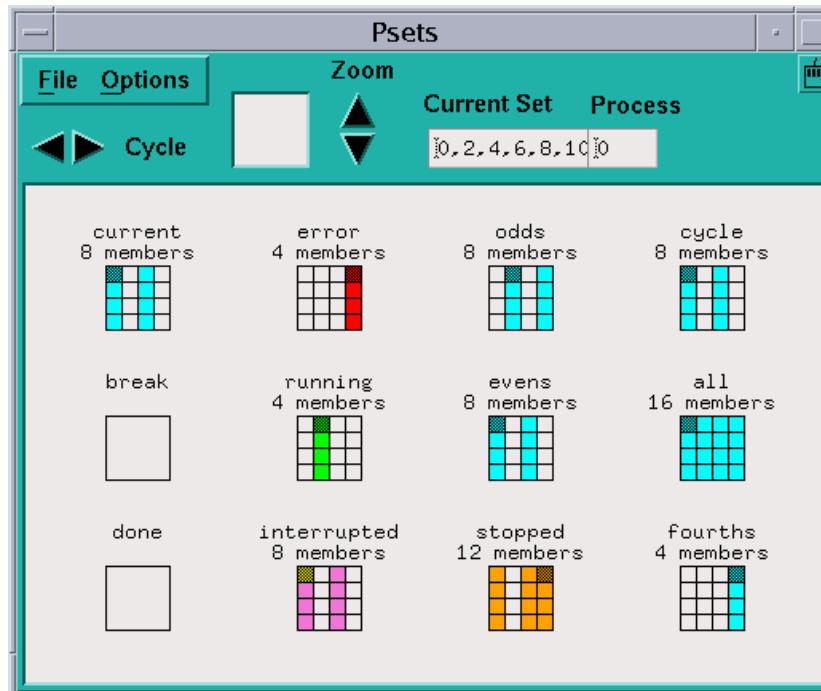 Psets
File Options
Zoom
Current Set Process
Cycle
0,2,4,6,8,10 0
current error odds cycle
8 members 4 members 8 members 8 members
break running evens all
4 members 8 members 16 members
done interrupted stopped fourths
8 members 12 members 4 members